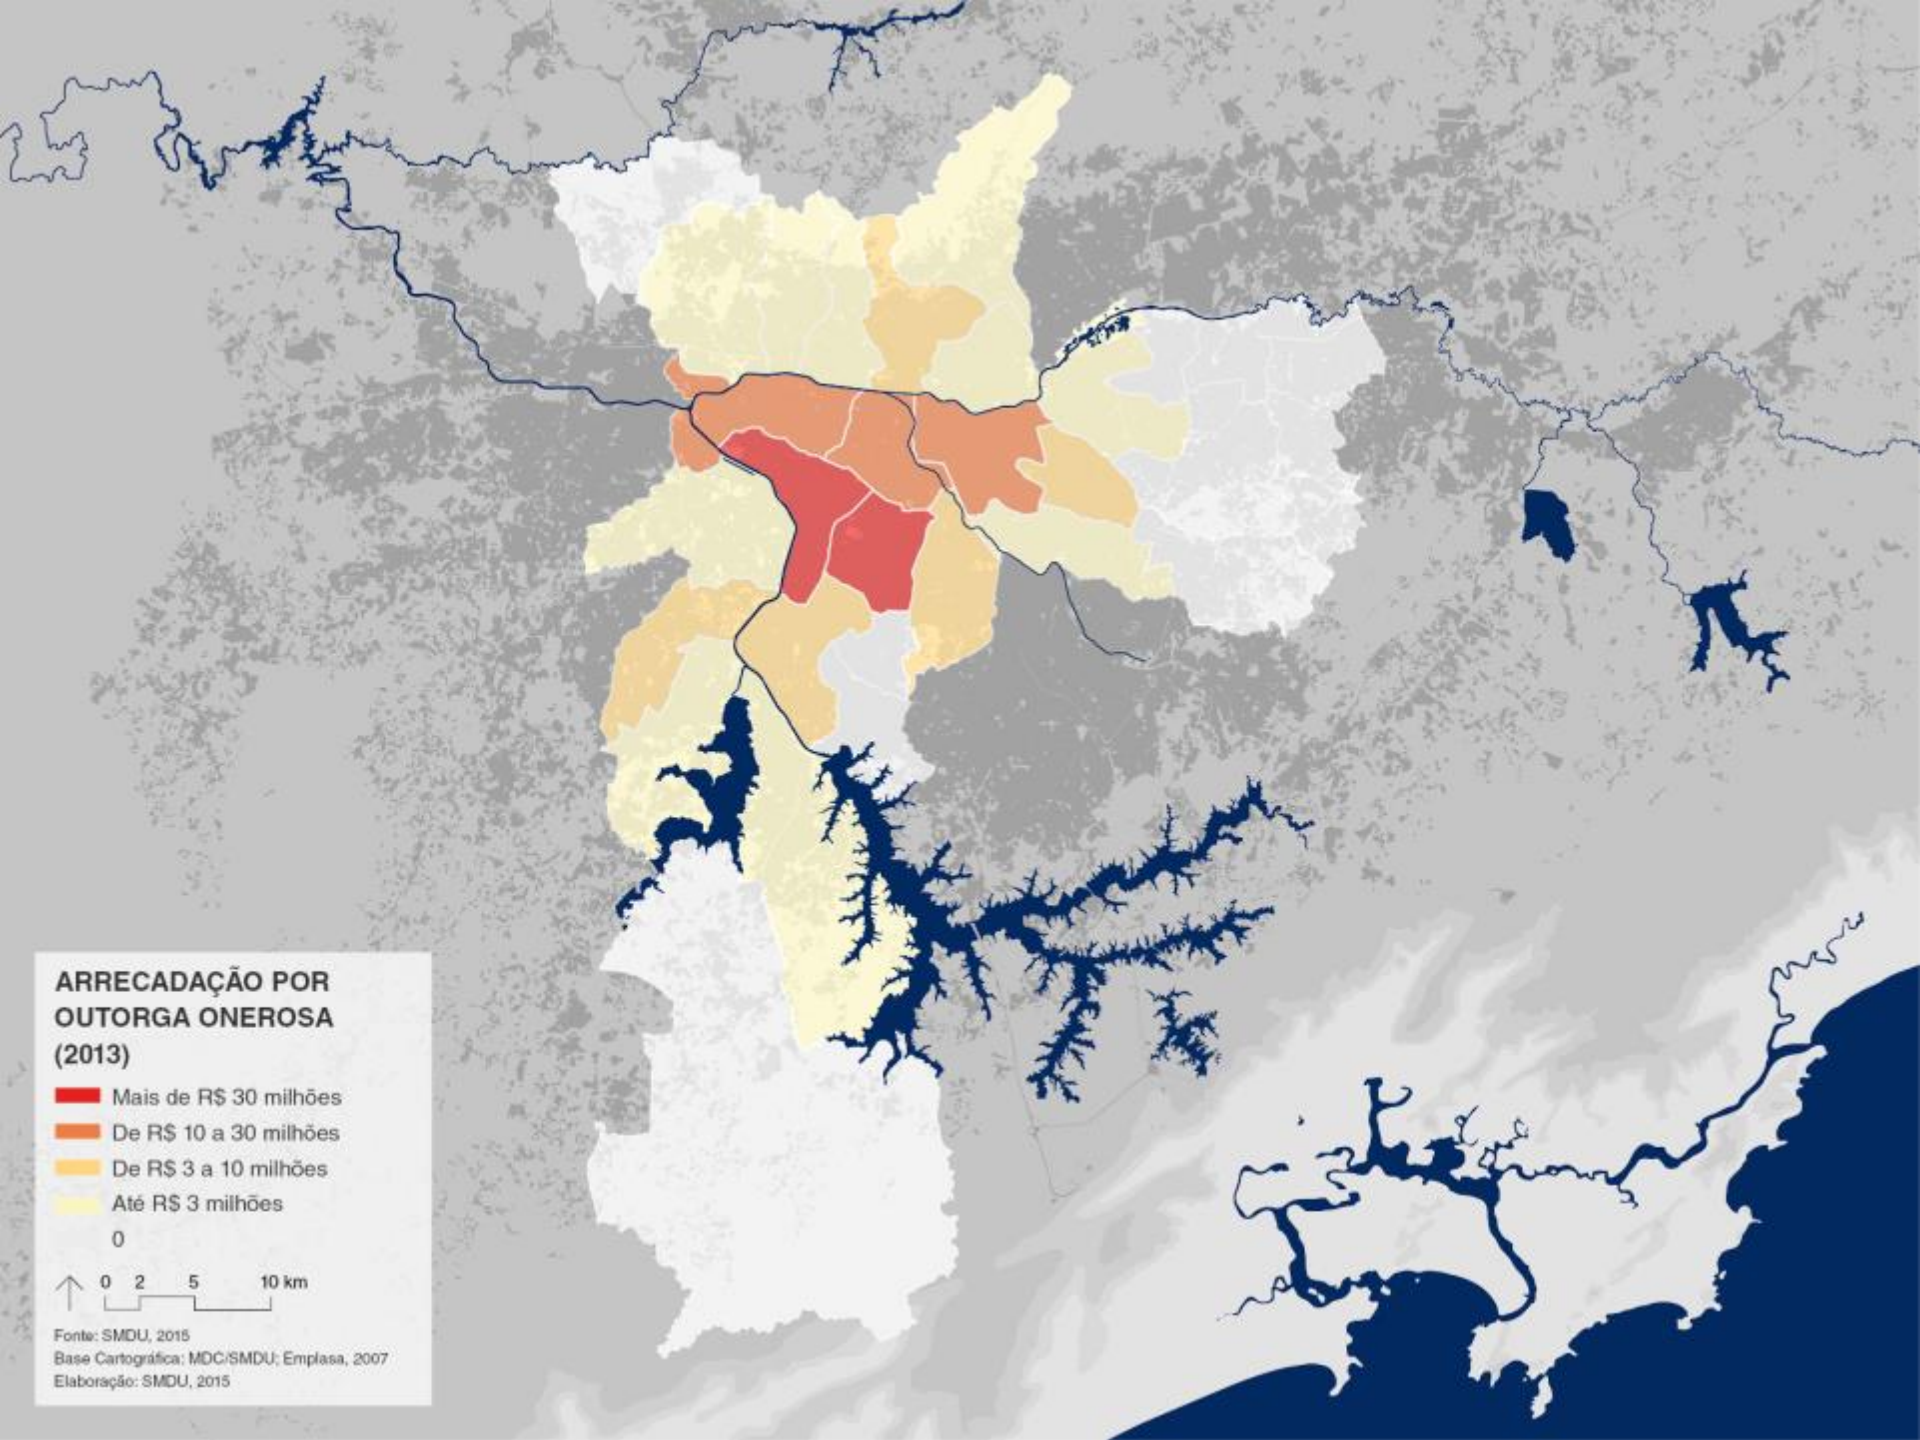 ARRECADAÇÃO POR
OUTORGA ONEROSA
(2013)
Mais de R$ 30 milhões
De R$ 10 a 30 milhões
De R$ 3 a 10 milhões
Até R$ 3 milhões
0
0 2 5 10 km
Fonte: SMDU, 2015
Base Cartográfica: MDC/SMDU; Emplasa, 2007
Elaboração: SMDU, 2015